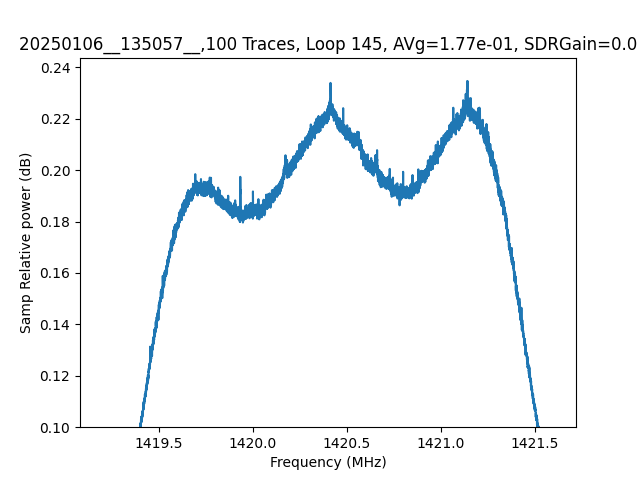 20250106__135057__,100 Traces, Loop 145, AVg=1.77e-01, SDRGain=0.0
0.24
0.22
0.20
0.18
0.16
0.14
0.12
0.10
Samp Relative power (dB)
1419.5 1420.0 1420.5 1421.0 1421.5
Frequency (MHz)